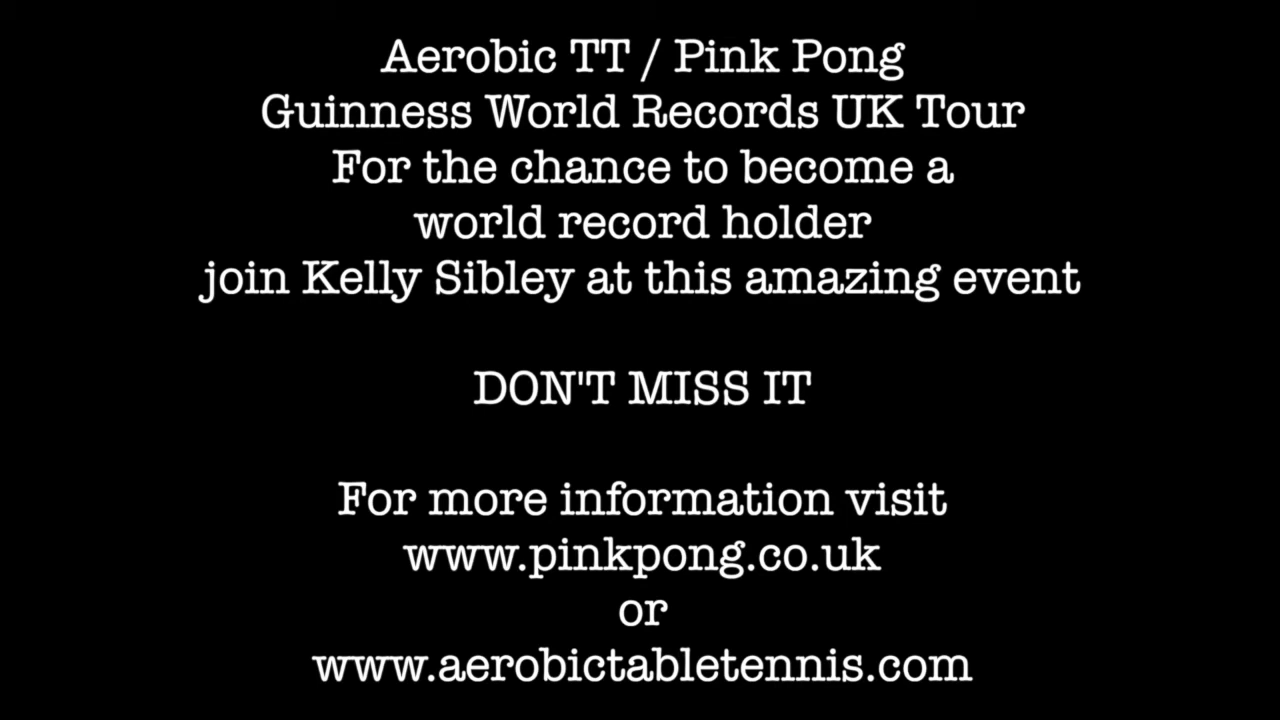 Aerobic TT / Pink Pong
Guinness World Records UK Tour
For the chance to become a
world record holder
join Kelly Sibley at this amazing event
DON'T MISS IT
For more information visit
www.pinkpong.co.uk
or
www.aerobictabletennis.com